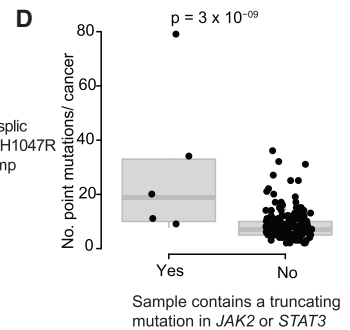 D
p = 3 x 10⁻⁰⁹
splic
H1047R
mp
No. point mutations/ cancer
80
60
40
20
0
Yes
No
Sample contains a truncating
mutation in JAK2 or STAT3